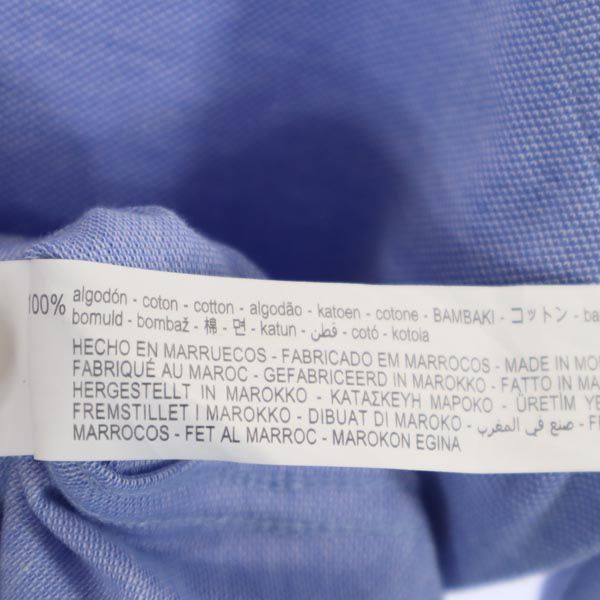 100% algodón - coton - cotton - algodão - katoen - cotone - BAMBAKI - コットン - ba
bomuld - bombaž - 棉 - 면 - katun - قطن - cotó - kotoia
HECHO EN MARRUECOS - FABRICADO EM MARROCOS - MADE IN MO
FABRIQUÉ AU MAROC - GEFABRICEERD IN MAROKKO - FATTO IN MA
HERGESTELLT IN MAROKKO - ΚΑΤΑΣΚΕΥΗ ΜΑΡΟΚΟ - ÜRETİM YE
FREMSTILLET I MAROKKO - DIBUAT DI MAROKO - صنع في المغرب - F
MARROCOS - FET AL MARROC - MAROKON EGINA